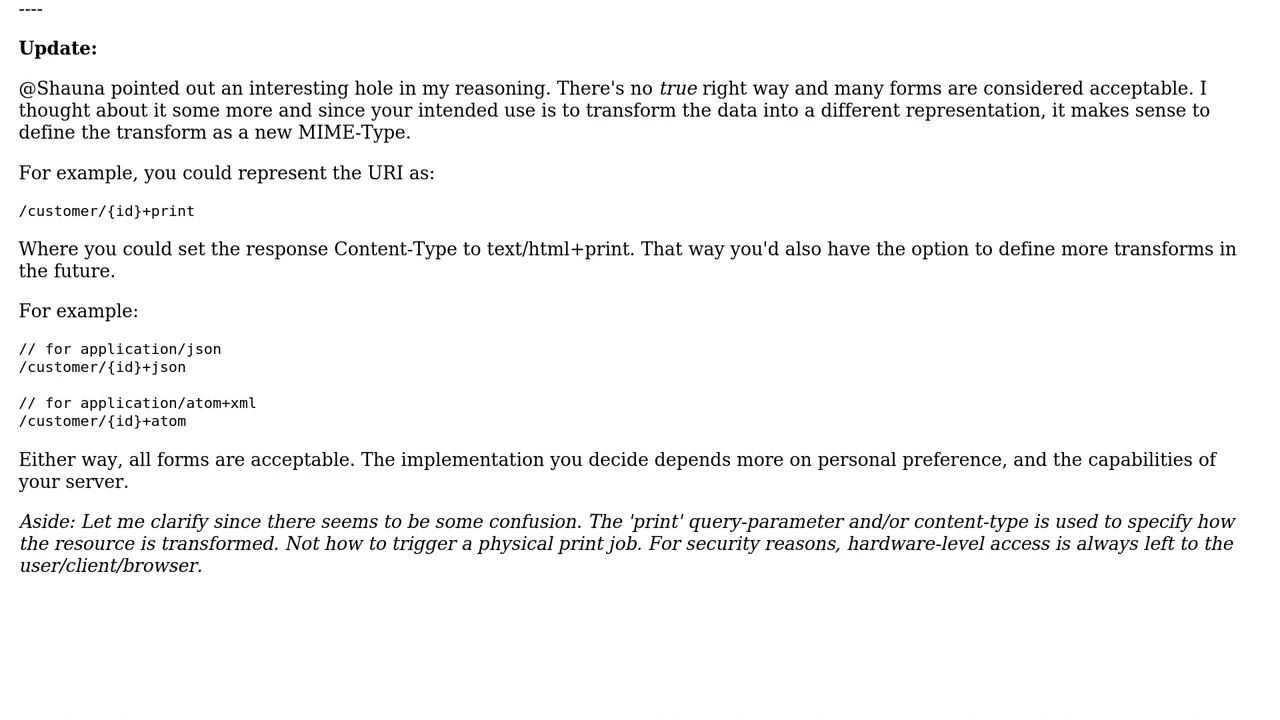 ----
Update:
@Shauna pointed out an interesting hole in my reasoning. There's no true right way and many forms are considered acceptable. I
thought about it some more and since your intended use is to transform the data into a different representation, it makes sense to
define the transform as a new MIME-Type.
For example, you could represent the URI as:
/customer/{id}+print
Where you could set the response Content-Type to text/html+print. That way you'd also have the option to define more transforms in
the future.
For example:
// for application/json
/customer/{id}+json
// for application/atom+xml
/customer/{id}+atom
Either way, all forms are acceptable. The implementation you decide depends more on personal preference, and the capabilities of
your server.
Aside: Let me clarify since there seems to be some confusion. The 'print' query-parameter and/or content-type is used to specify how
the resource is transformed. Not how to trigger a physical print job. For security reasons, hardware-level access is always left to the
user/client/browser.